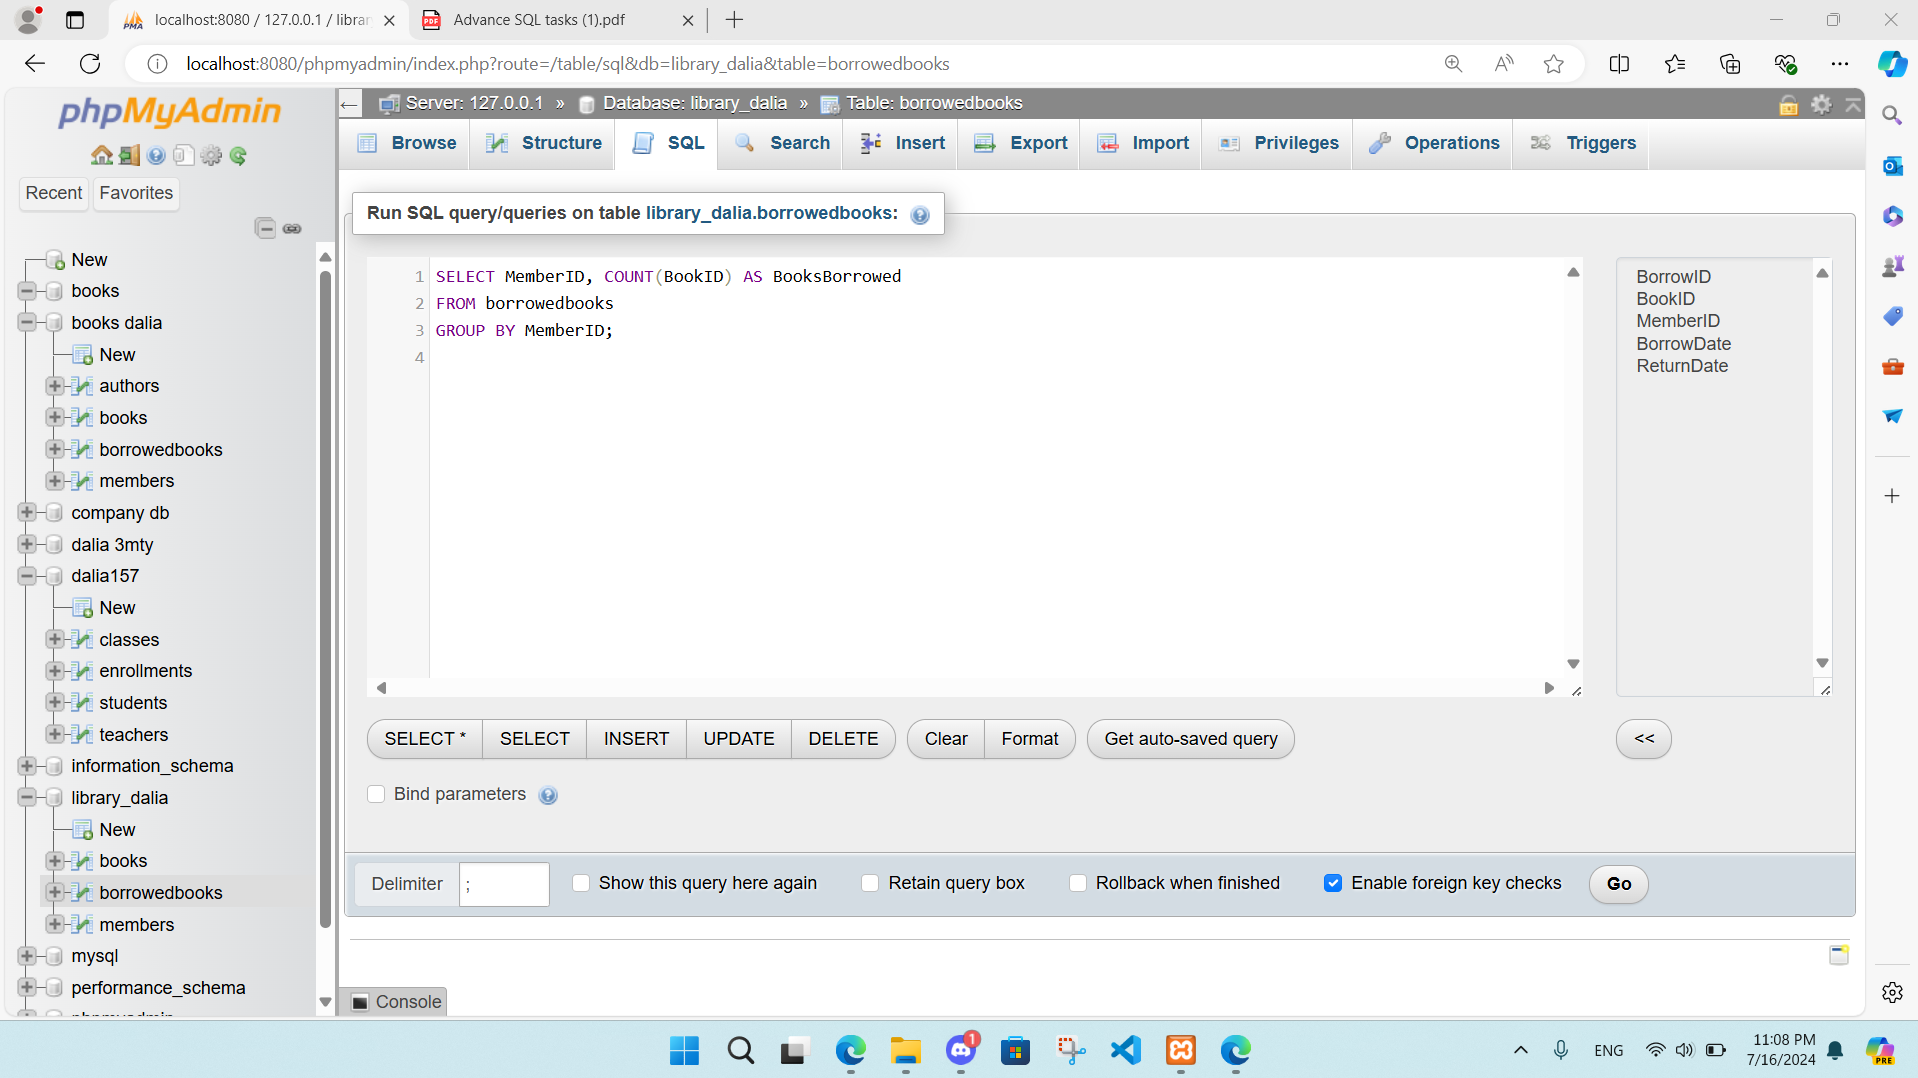 localhost:8080 / 127.0.0.1 / librar
Advance SQL tasks (1).pdf
localhost:8080/phpmyadmin/index.php?route=/table/sql&db=library_dalia&table=borrowedbooks
phpMyAdmin
Recent
Favorites
New
books
books dalia
New
authors
books
borrowedbooks
members
company db
dalia 3mty
dalia157
New
classes
enrollments
students
teachers
information_schema
library_dalia
New
books
borrowedbooks
members
mysql
performance_schema
phpmyadmin
Server: 127.0.0.1 » Database: library_dalia » Table: borrowedbooks
Browse
Structure
SQL
Search
Insert
Export
Import
Privileges
Operations
Triggers
Run SQL query/queries on table library_dalia.borrowedbooks:
1 SELECT MemberID, COUNT(BookID) AS BooksBorrowed
2 FROM borrowedbooks
3 GROUP BY MemberID;
4
BorrowID
BookID
MemberID
BorrowDate
ReturnDate
SELECT *
SELECT
INSERT
UPDATE
DELETE
Clear
Format
Get auto-saved query
<<
Bind parameters
Delimiter
;
Show this query here again
Retain query box
Rollback when finished
Enable foreign key checks
Go
Console
1
ENG
11:08 PM
7/16/2024
PRE